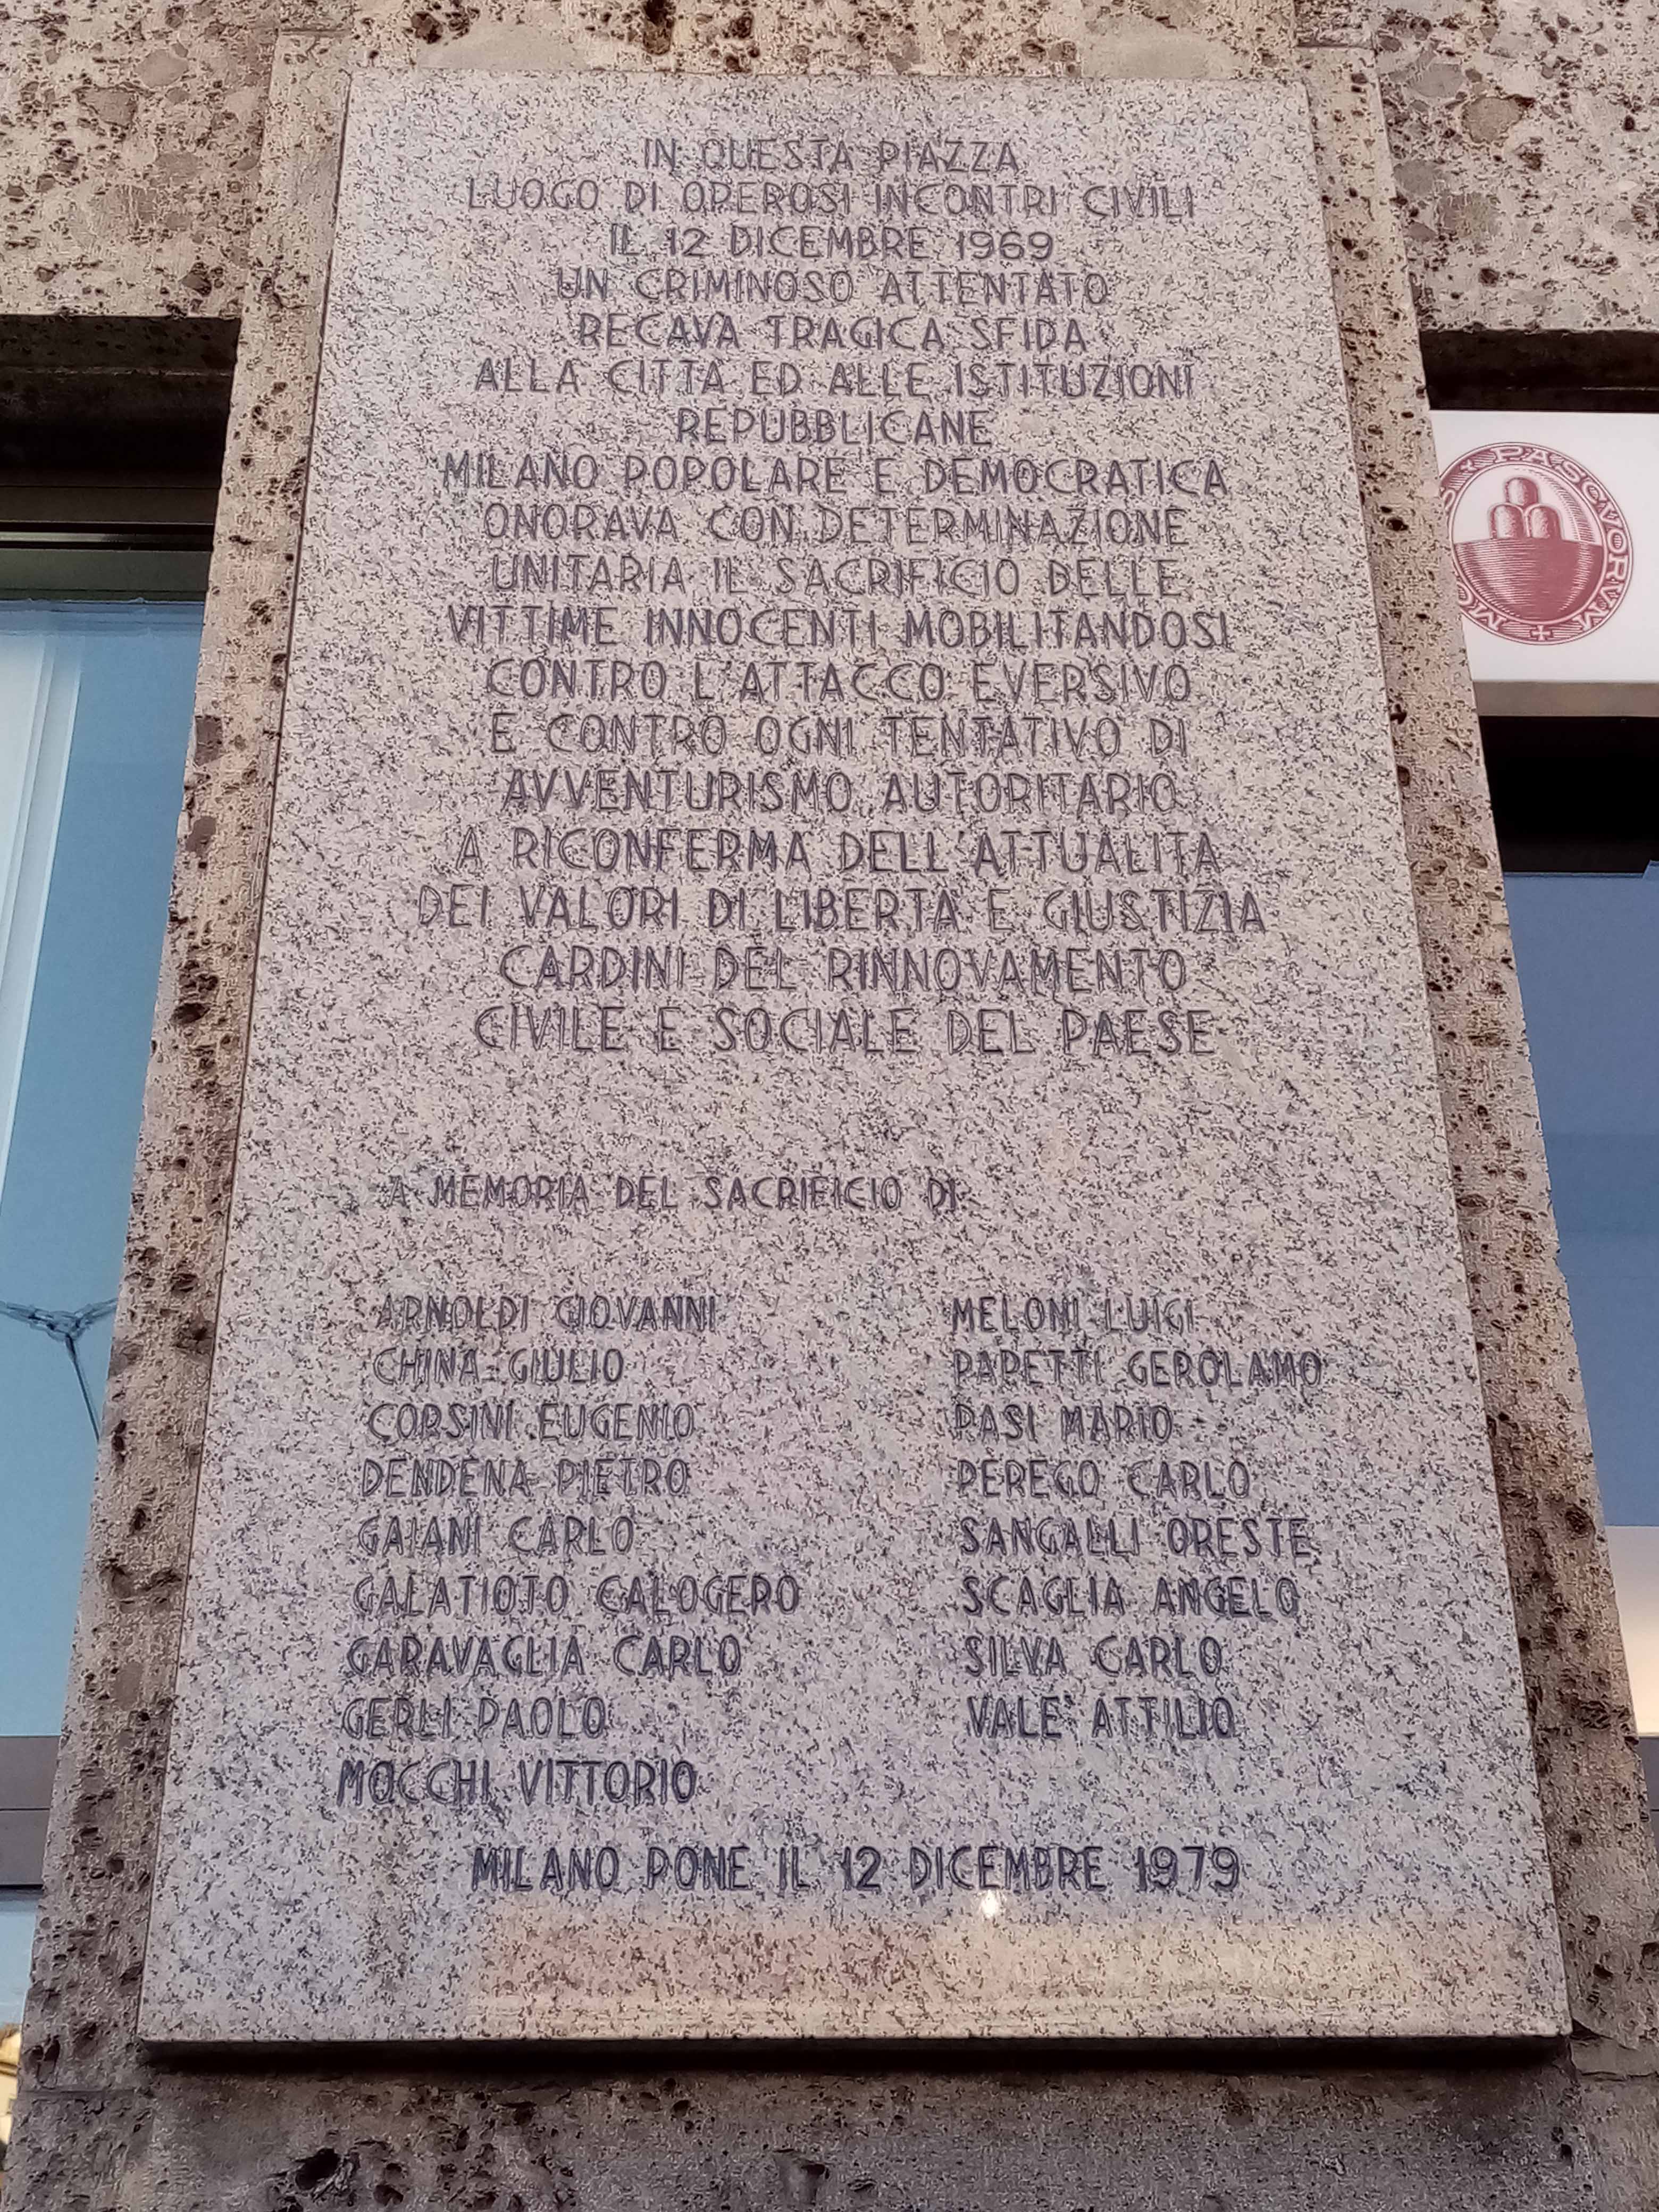 IN QUESTA PIAZZA
LUOGO DI OPEROSI INCONTRI CIVILI
IL 12 DICEMBRE 1969
UN CRIMINOSO ATTENTATO
RECAVA TRAGICA SFIDA
ALLA CITTÀ ED ALLE ISTITUZIONI
REPUBBLICANE
MILANO POPOLARE E DEMOCRATICA
ONORAVA CON DETERMINAZIONE
UNITARIA IL SACRIFICIO DELLE
VITTIME INNOCENTI MOBILITANDOSI
CONTRO L'ATTACCO EVERSIVO
E CONTRO OGNI TENTATIVO DI
AVVENTURISMO AUTORITARIO
A RICONFERMA DELL'ATTUALITÀ
DEI VALORI DI LIBERTÀ E GIUSTIZIA
CARDINI DEL RINNOVAMENTO
CIVILE E SOCIALE DEL PAESE
A MEMORIA DEL SACRIFICIO DI:
ARNOLDI GIOVANNI
CHINA GIULIO
CORSINI EUGENIO
DENDENA PIETRO
GAIANI CARLO
GALATIOTO CALOGERO
GARAVAGLIA CARLO
GERLI PAOLO
MOCCHI VITTORIO
MELONI LUIGI
PAPETTI GEROLAMO
PASI MARIO
PEREGO CARLO
SANGALLI ORESTE
SCAGLIA ANGELO
SILVA CARLO
VALE' ATTILIO
MILANO PONE IL 12 DICEMBRE 1979
PASCVORVM